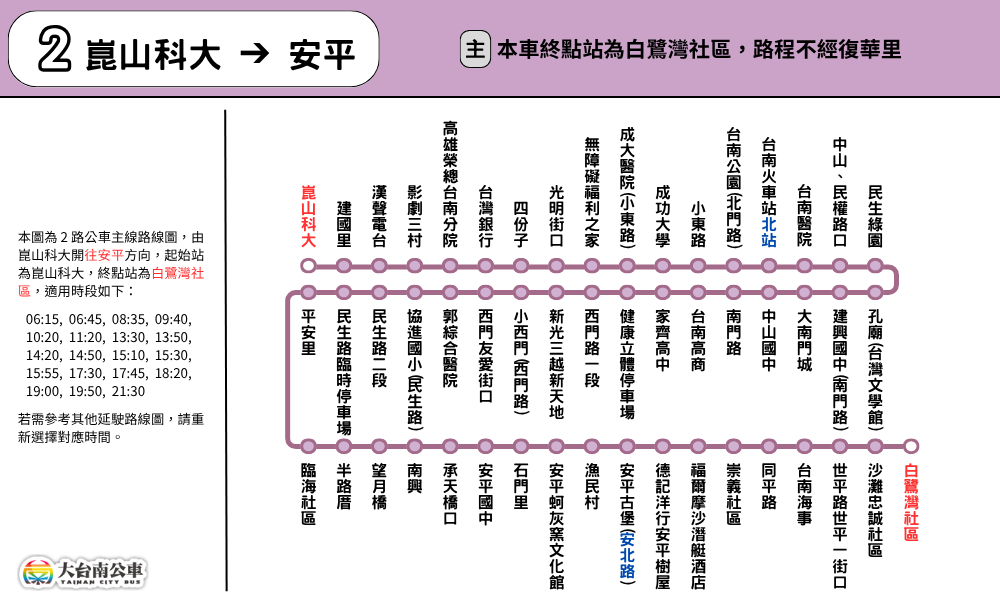 2 崑山科大 → 安平
主 本車終點站為白鷺灣社區，路程不經復華里
本圖為 2 路公車主線路線圖，由
崑山科大開往安平方向，起始站
為崑山科大，終點站為白鷺灣社
區，適用時段如下：
06:15, 06:45, 08:35, 09:40,
10:20, 11:20, 13:30, 13:50,
14:20, 14:50, 15:10, 15:30,
15:55, 17:30, 17:45, 18:20,
19:00, 19:50, 21:30
若需參考其他延駛路線圖，請重
新選擇對應時間。
崑山科大
建國里
漢聲電台
影劇三村
高雄榮總台南分院
台灣銀行
四份子
光明街口
無障礙福利之家
成大醫院(小東路)
成功大學
小東路
台南公園(北門路)
台南火車站北站
台南醫院
中山、民權路口
民生綠園
平安里
民生路臨時停車場
民生路二段
協進國小(民生路)
郭綜合醫院
西門友愛街口
小西門(西門路)
新光三越新天地
西門路一段
健康立體停車場
家齊高中
台南高商
南門路
中山國中
大南門城
建興國中(南門路)
孔廟(台灣文學館)
臨海社區
半路厝
望月橋
南興
承天橋口
安平國中
石門里
安平蚵灰窯文化館
漁民村
安平古堡(安北路)
德記洋行安平樹屋
福爾摩沙潛艇酒店
崇義社區
同平路
台南海事
世平路世平一街口
沙灘忠誠社區
白鷺灣社區
大台南公車
TAINAN CITY BUS